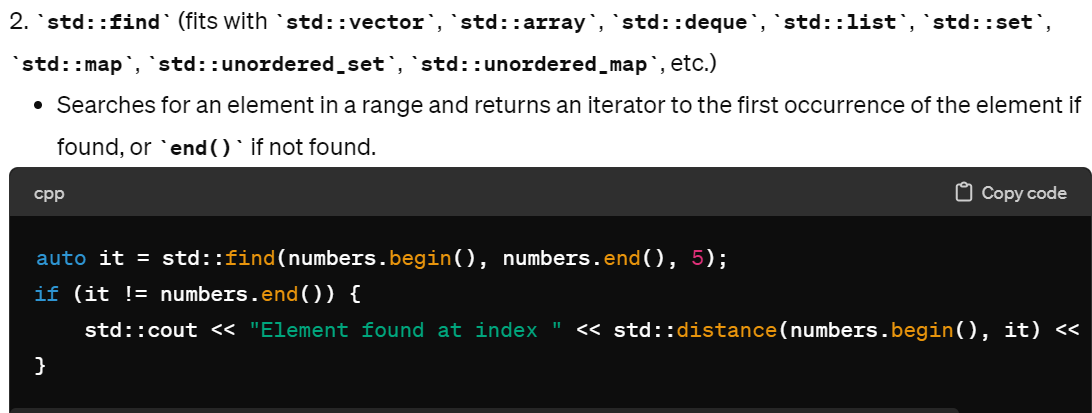 2. `std::find` (fits with `std::vector`, `std::array`, `std::deque`, `std::list`, `std::set`,
`std::map`, `std::unordered_set`, `std::unordered_map`, etc.)
• Searches for an element in a range and returns an iterator to the first occurrence of the element if
found, or `end()` if not found.
cpp Copy code
auto it = std::find(numbers.begin(), numbers.end(), 5);
if (it != numbers.end()) {
    std::cout << "Element found at index " << std::distance(numbers.begin(), it) <<
}